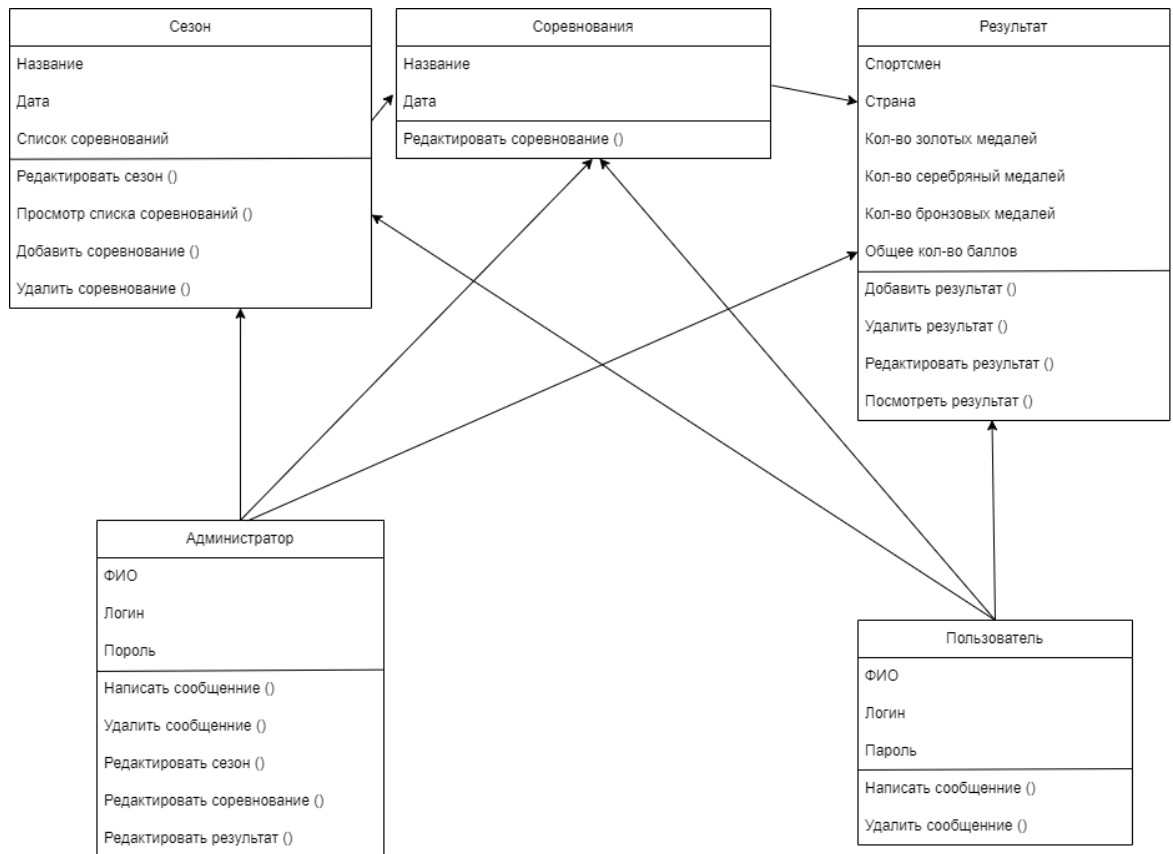 Сезон
Название
Дата
Список соревнований
Редактировать сезон ()
Просмотр списка соревнований ()
Добавить соревнование ()
Удалить соревнование ()
Соревнования
Название
Дата
Редактировать соревнование ()
Результат
Спортсмен
Страна
Кол-во золотых медалей
Кол-во серебряный медалей
Кол-во бронзовых медалей
Общее кол-во баллов
Добавить результат ()
Удалить результат ()
Редактировать результат ()
Посмотреть результат ()
Администратор
ФИО
Логин
Пороль
Написать сообщенние ()
Удалить сообщенние ()
Редактировать сезон ()
Редактировать соревнование ()
Редактировать результат ()
Пользователь
ФИО
Логин
Пароль
Написать сообщенние ()
Удалить сообщенние ()